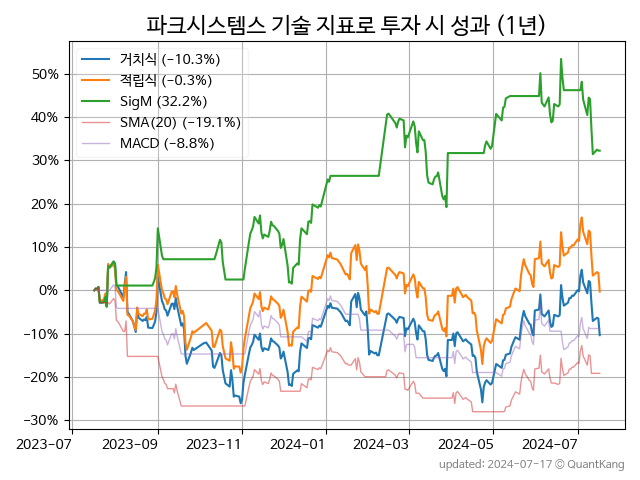 파크시스템스 기술 지표로 투자 시 성과 (1년)
거치식 (−10.3%)
적립식 (−0.3%)
SigM (32.2%)
SMA(20) (−19.1%)
MACD (−8.8%)
50%
40%
30%
20%
10%
0%
−10%
−20%
−30%
2023-07 2023-09 2023-11 2024-01 2024-03 2024-05 2024-07
updated: 2024-07-17 © QuantKang